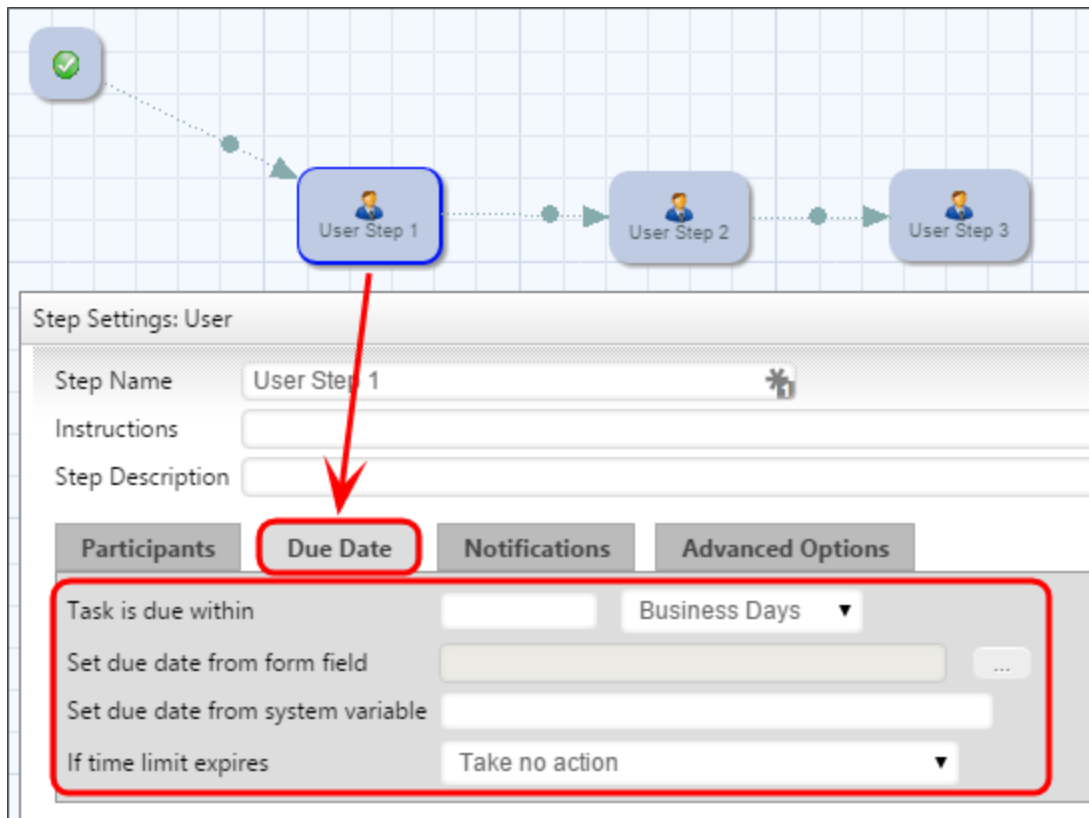 User Step 1
User Step 2
User Step 3
Step Settings: User
Step Name User Step 1
1
Instructions
Step Description
Participants Due Date Notifications Advanced Options
Task is due within Business Days
Set due date from form field ...
Set due date from system variable
If time limit expires Take no action